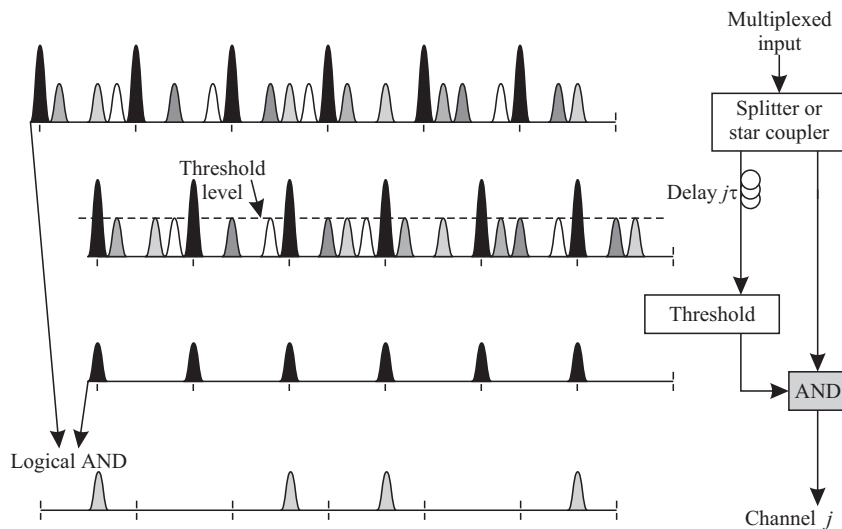 Multiplexed
input
Splitter or
star coupler
Threshold
level
Delay jτ
Threshold
AND
Logical AND
Channel j